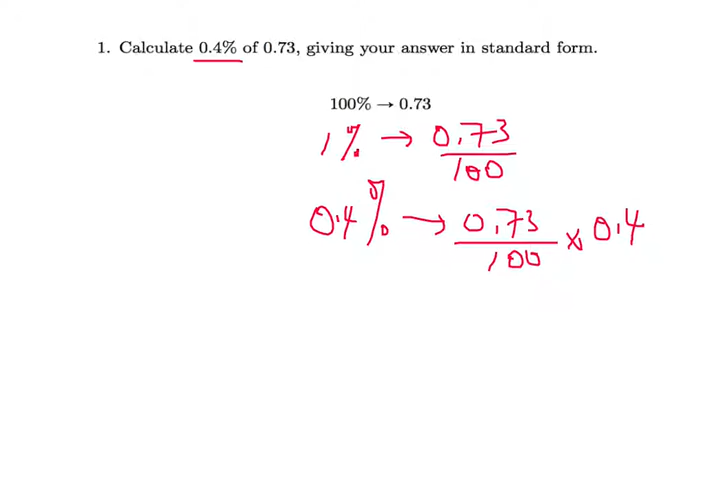 1. Calculate 0.4% of 0.73, giving your answer in standard form.
100% → 0.73
1% → 0.73/100
0.4% → 0.73/100 × 0.4